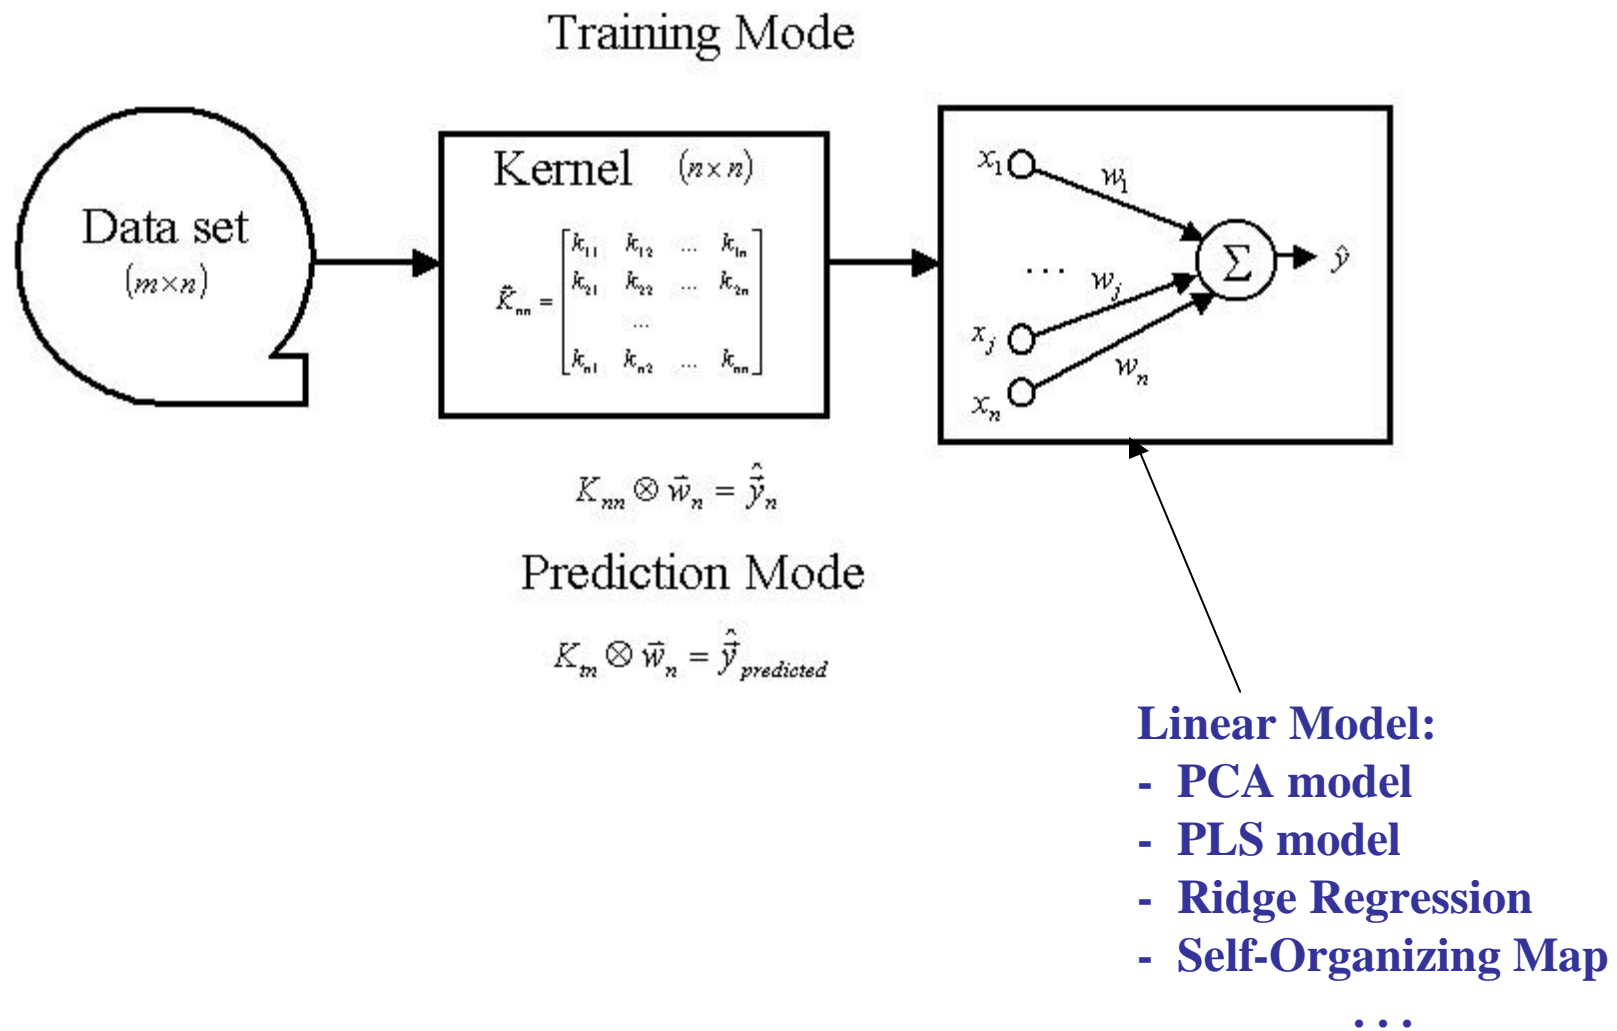 Training Mode
Data set
(m×n)
Kernel (n×n)
k₁₁ k₁₂ ... k₁ₙ
k₂₁ k₂₂ ... k₂ₙ
K̈ₙₙ =
...
kₙ₁ kₙ₂ ... kₙₙ
x₁
w₁
...
Σ
ŷ
wⱼ
xⱼ
wₙ
xₙ
Kₙₙ ⊗ w⃗ₙ = ŷ⃗ₙ
Prediction Mode
Kₜₙ ⊗ w⃗ₙ = ŷ⃗ predicted
Linear Model:
- PCA model
- PLS model
- Ridge Regression
- Self-Organizing Map
. . .